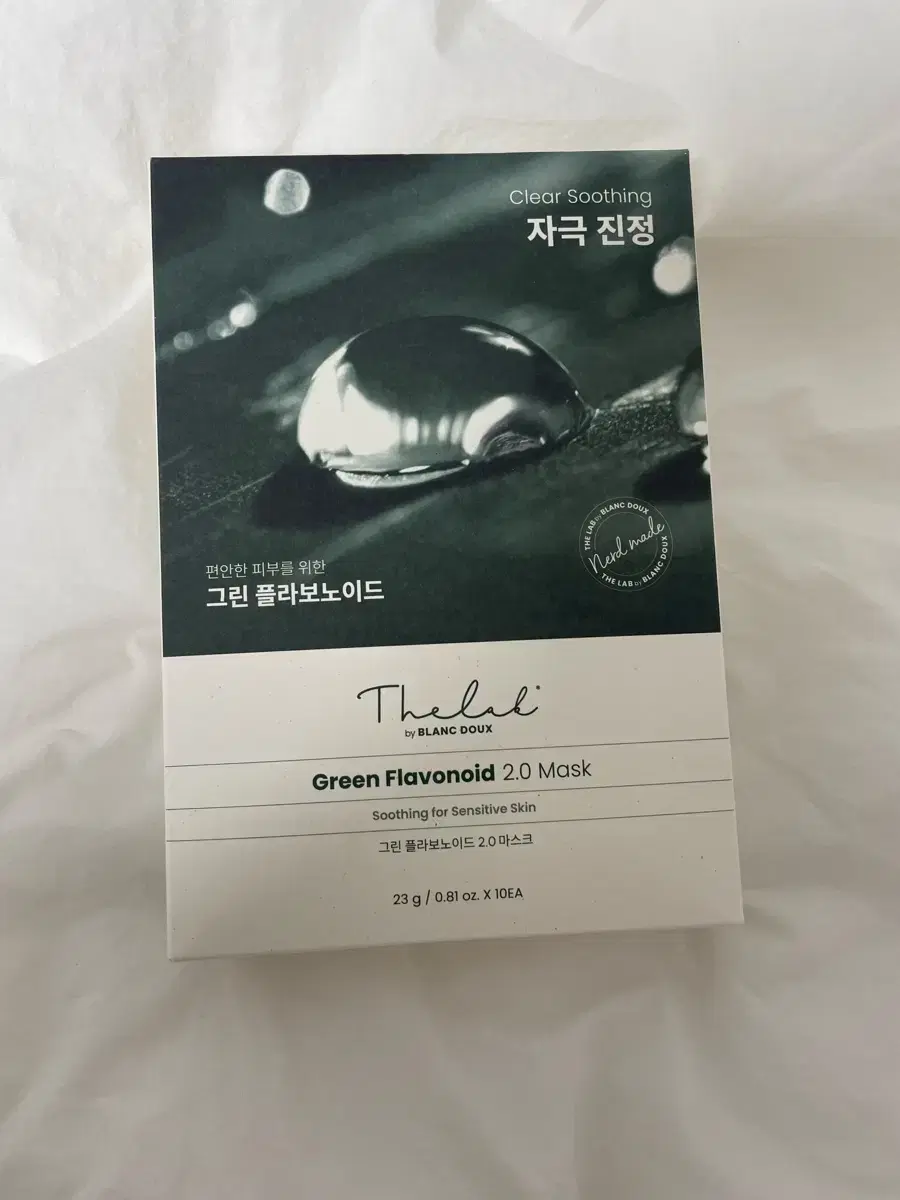 Clear Soothing
자극 진정
THE LAB by BLANC DOUX
Nerd made
THE LAB by BLANC DOUX
편안한 피부를 위한
그린 플라보노이드
Thelab
by BLANC DOUX
Green Flavonoid 2.0 Mask
Soothing for Sensitive Skin
그린 플라보노이드 2.0 마스크
23 g / 0.81 oz. X 10EA